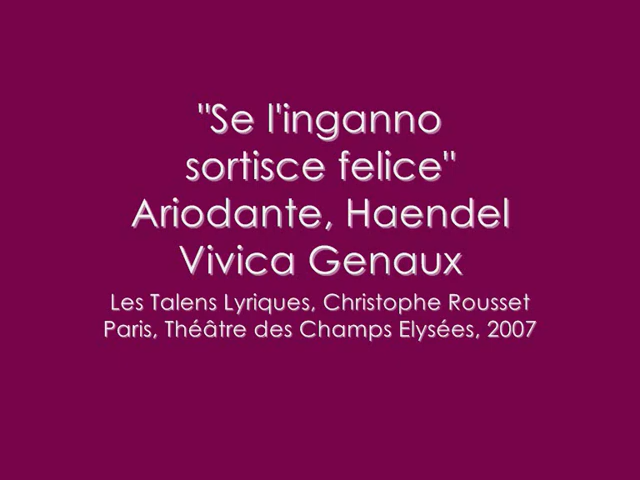 "Se l'inganno
sortisce felice"
Ariodante, Haendel
Vivica Genaux
Les Talens Lyriques, Christophe Rousset
Paris, Théâtre des Champs Elysées, 2007